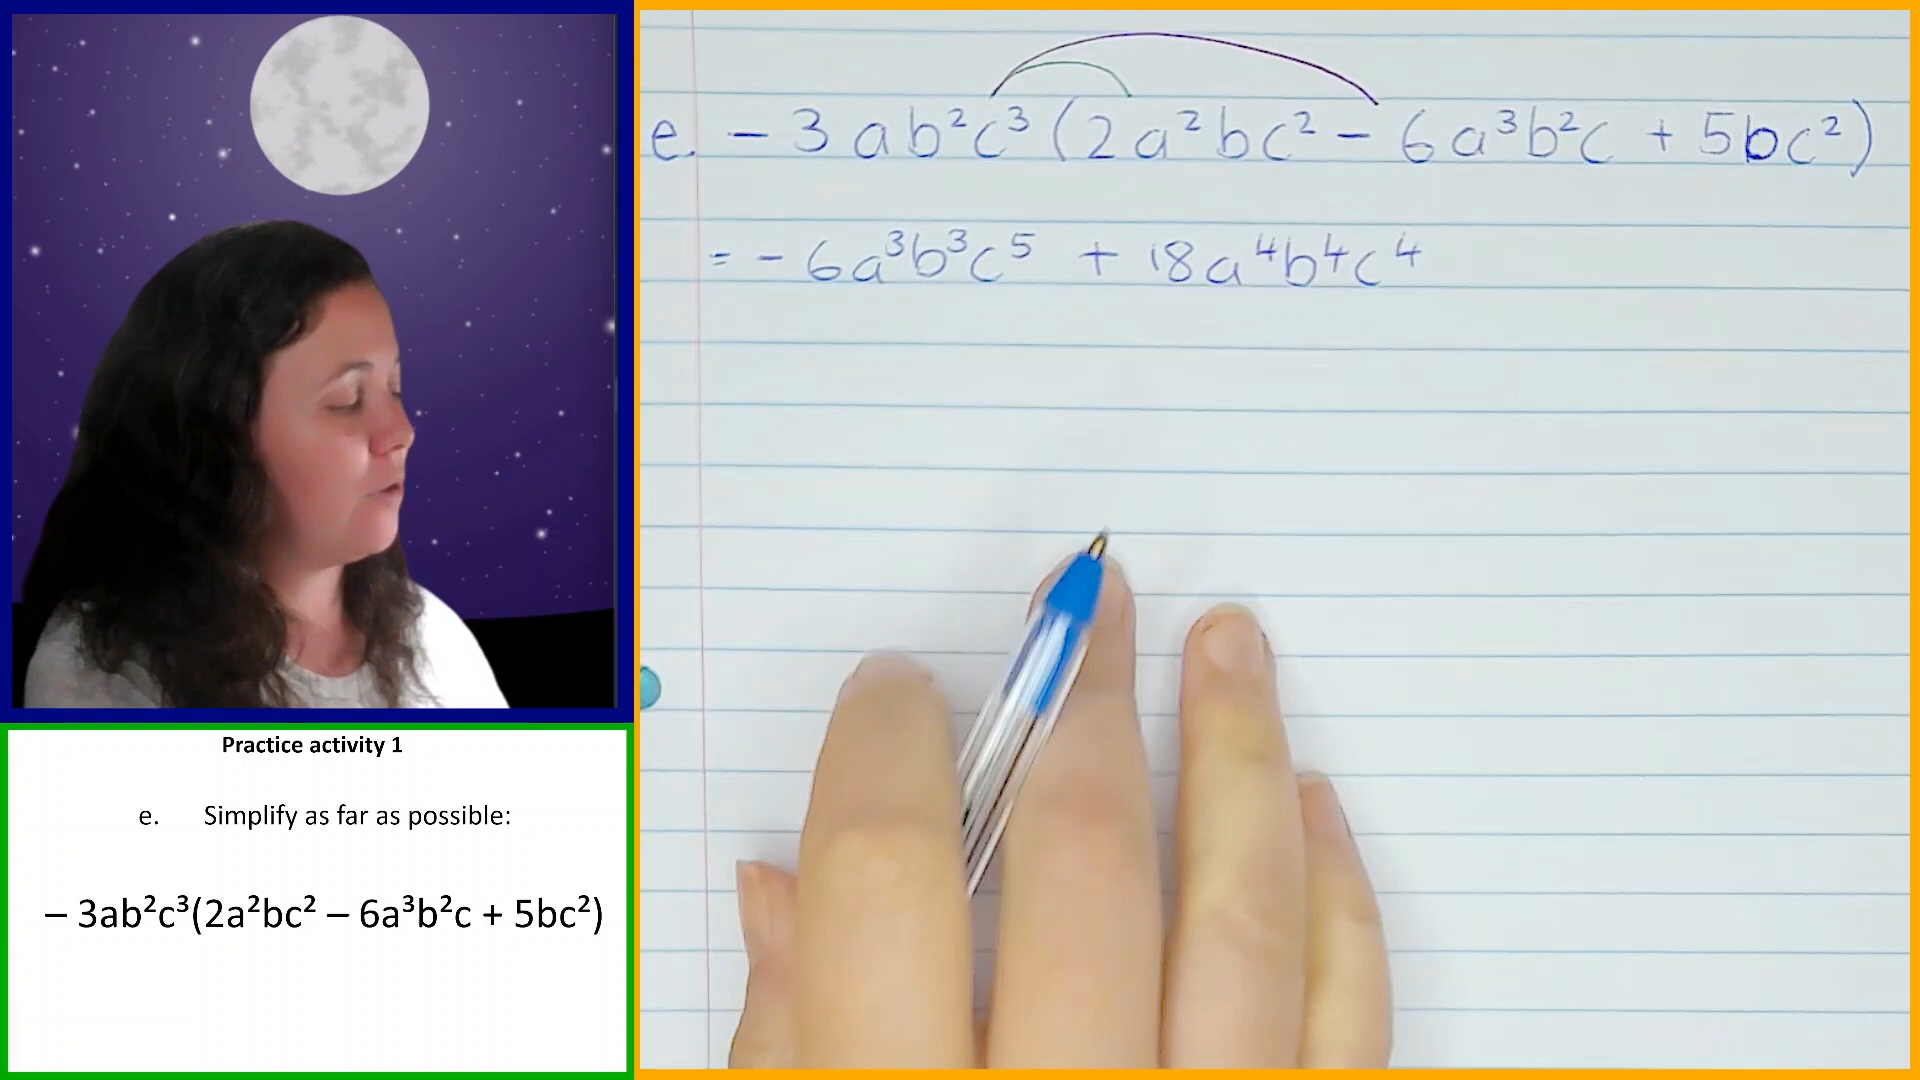 e. – 3ab²c³(2a²bc² – 6a³b²c + 5bc²)
= – 6a³b³c⁵ + 18a⁴b⁴c⁴
Practice activity 1
e. Simplify as far as possible:
– 3ab²c³(2a²bc² – 6a³b²c + 5bc²)